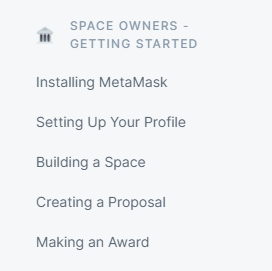 SPACE OWNERS -
GETTING STARTED
Installing MetaMask
Setting Up Your Profile
Building a Space
Creating a Proposal
Making an Award